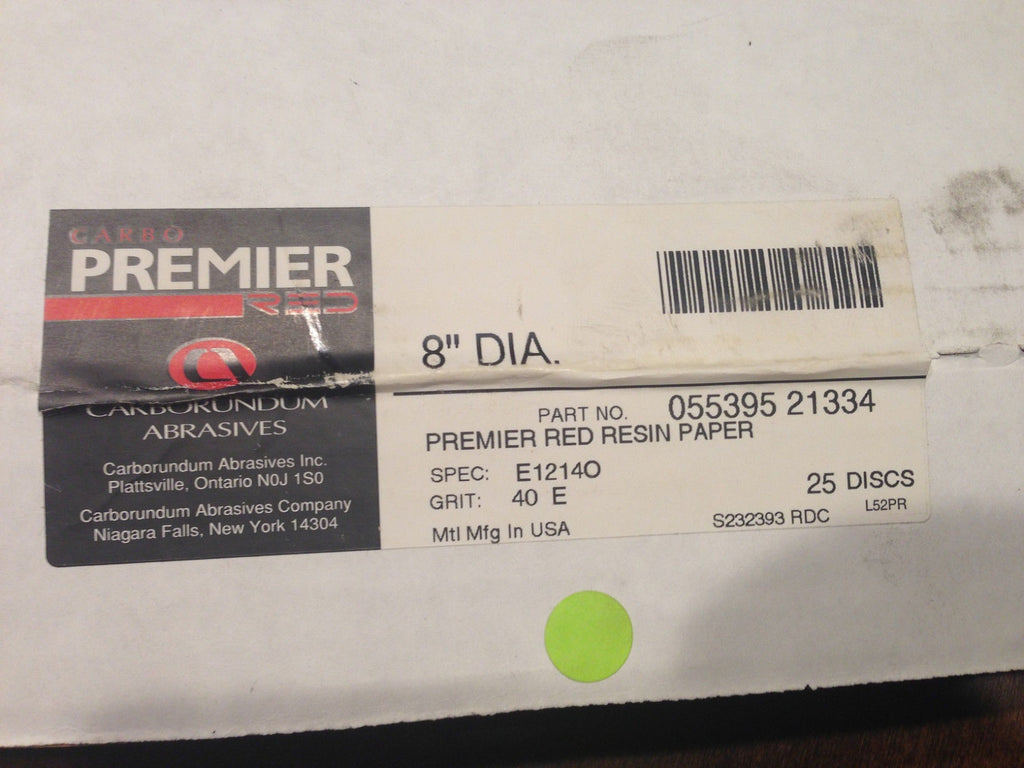 CARBO
PREMIER
RED
CARBORUNDUM
ABRASIVES
Carborundum Abrasives Inc.
Plattsville, Ontario N0J 1S0
Carborundum Abrasives Company
Niagara Falls, New York 14304
8" DIA.
PART NO. 055395 21334
PREMIER RED RESIN PAPER
SPEC: E1214O
GRIT: 40 E
25 DISCS
Mtl Mfg In USA
S232393 RDC
L52PR